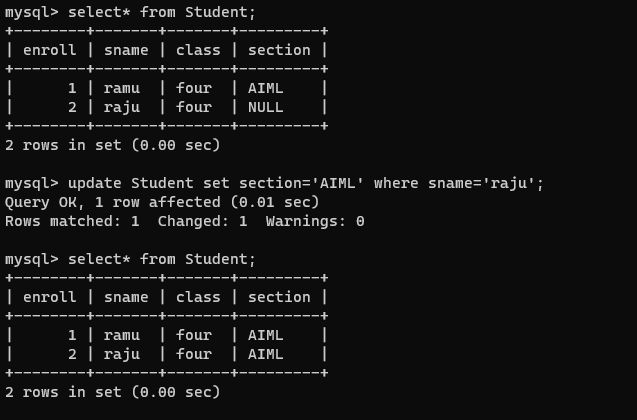 mysql> select* from Student;
+--------+-------+-------+---------+
| enroll | sname | class | section |
+--------+-------+-------+---------+
|      1 | ramu  | four  | AIML    |
|      2 | raju  | four  | NULL    |
+--------+-------+-------+---------+
2 rows in set (0.00 sec)

mysql> update Student set section='AIML' where sname='raju';
Query OK, 1 row affected (0.01 sec)
Rows matched: 1  Changed: 1  Warnings: 0

mysql> select* from Student;
+--------+-------+-------+---------+
| enroll | sname | class | section |
+--------+-------+-------+---------+
|      1 | ramu  | four  | AIML    |
|      2 | raju  | four  | AIML    |
+--------+-------+-------+---------+
2 rows in set (0.00 sec)